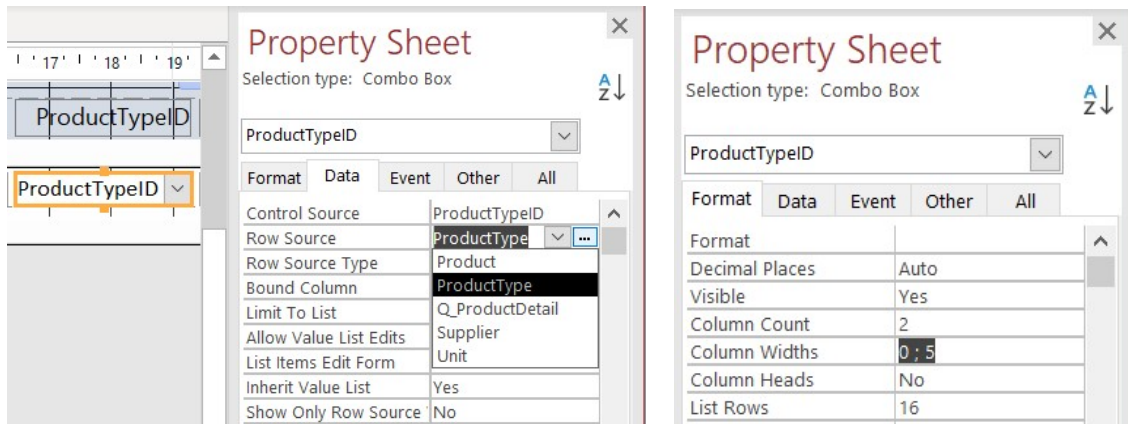 17 18 19
ProductTypeID
ProductTypeID
Property Sheet
Selection type: Combo Box
A
Z
ProductTypeID
Format Data Event Other All
Control Source ProductTypeID
Row Source ProductType ...
Row Source Type Product
Bound Column ProductType
Limit To List Q_ProductDetail
Allow Value List Edits Supplier
List Items Edit Form Unit
Inherit Value List Yes
Show Only Row Source No
Property Sheet
Selection type: Combo Box
A
Z
ProductTypeID
Format Data Event Other All
Format
Decimal Places Auto
Visible Yes
Column Count 2
Column Widths 0 ; 5
Column Heads No
List Rows 16